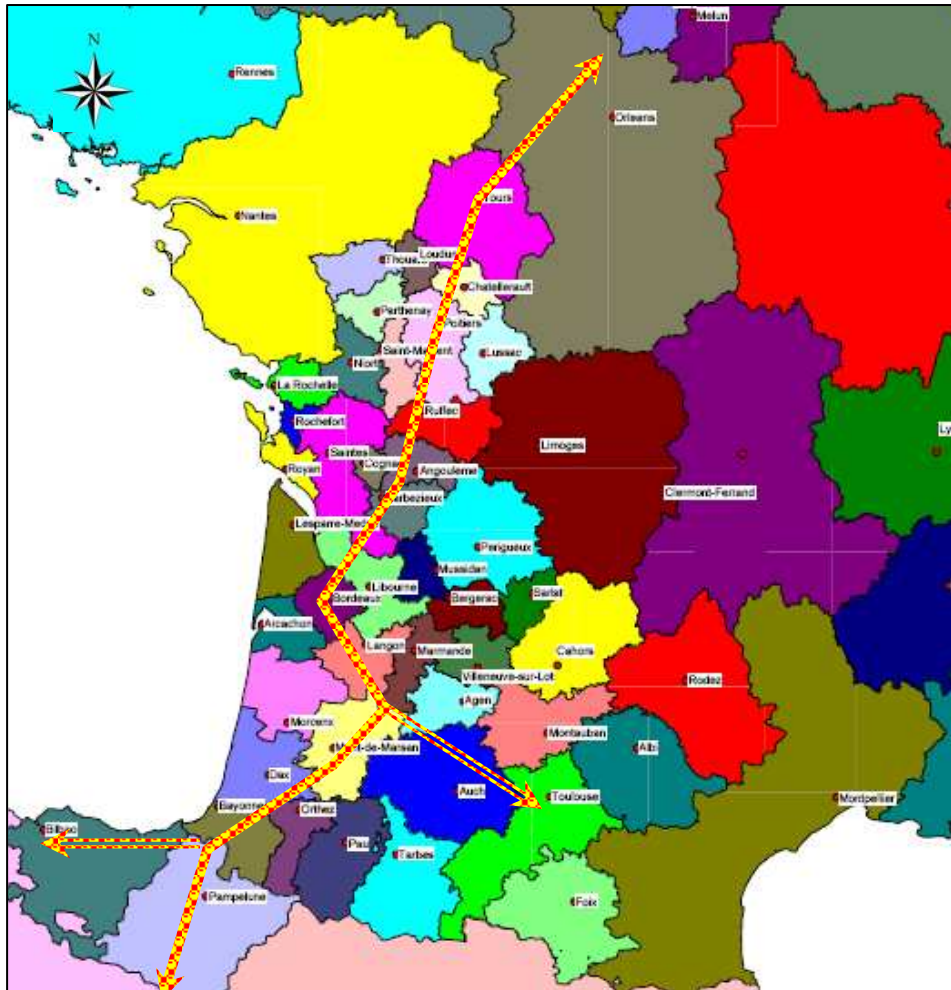 Melun
N
Rennes
Orleans
Tours
Nantes
Loudun
Thouars
Chatellerault
Parthenay
Poitiers
Saint-Maixent
Lussac
Niort
La Rochelle
Ruffec
Rochefort
Limoges
Ly
Saintes
Cognac
Royan
Angouleme
Clermont-Ferrand
Barbezieux
Lesparre-Medoc
Perigueux
Mussidan
Libourne
Sarlat
Bordeaux
Bergerac
Arcachon
Langon
Marmande
Cahors
Villeneuve-sur-Lot
Rodez
Agen
Morcenx
Montauban
Mont-de-Marsan
Albi
Dax
Auch
Toulouse
Montpellier
Bayonne
Orthez
Bilbao
Pau
Tarbes
Pampelune
Foix